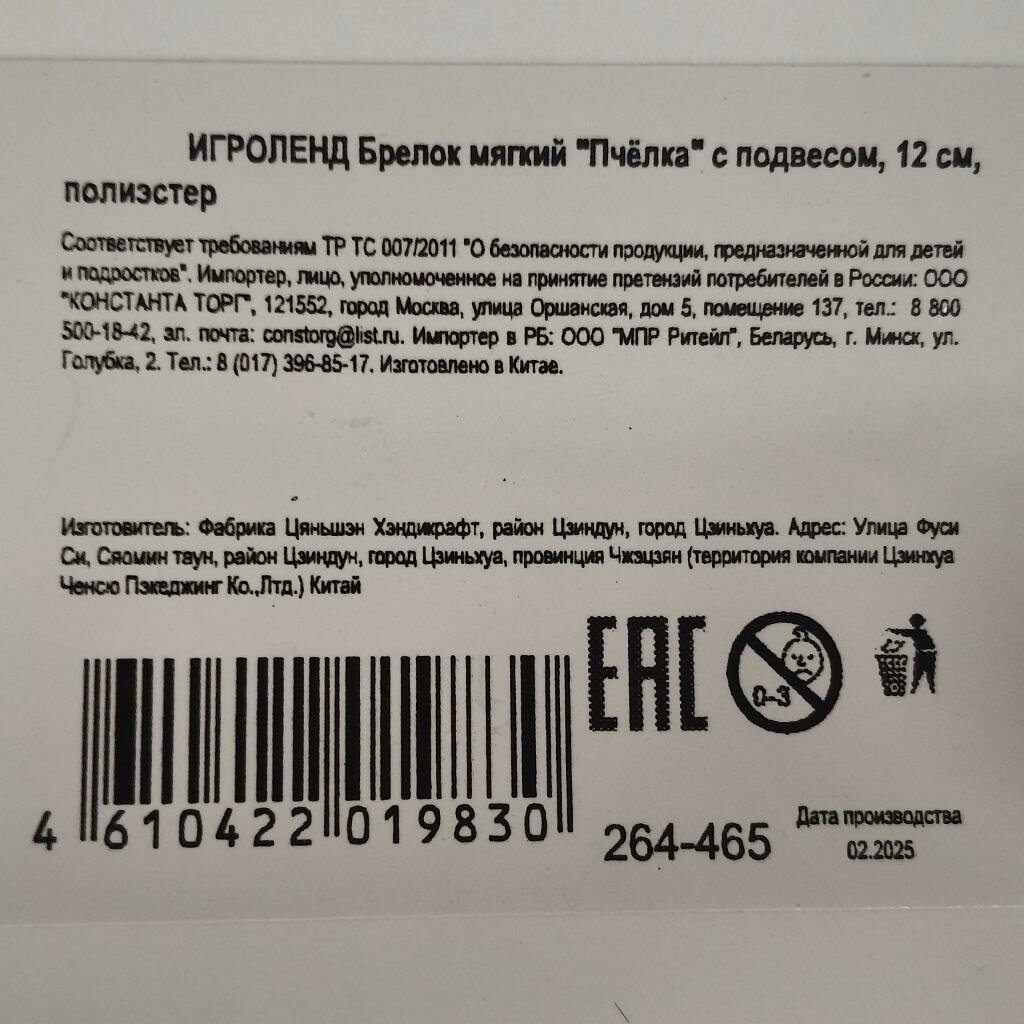 ИГРОЛЕНД Брелок мягкий "Пчёлка" с подвесом, 12 см,
полиэстер
Соответствует требованиям ТР ТС 007/2011 "О безопасности продукции, предназначенной для детей
и подростков". Импортер, лицо, уполномоченное на принятие претензий потребителей в России: ООО
"КОНСТАНТА ТОРГ", 121552, город Москва, улица Оршанская, дом 5, помещение 137, тел.: 8 800
500-18-42, эл. почта: constorg@list.ru. Импортер в РБ: ООО "МПР Ритейл", Беларусь, г. Минск, ул.
Голубка, 2. Тел.: 8 (017) 396-85-17. Изготовлено в Китае.
Изготовитель: Фабрика Цяньшэн Хэндикрафт, район Цзиндун, город Цзиньхуа. Адрес: Улица Фуси
Си, Сяомин таун, район Цзиндун, город Цзиньхуа, провинция Чжэцзян (территория компании Цзинхуа
Ченсю Пэкеджинг Ко.,Лтд.) Китай
EAC
0-3
4 610422 019830
264-465
Дата производства
02.2025